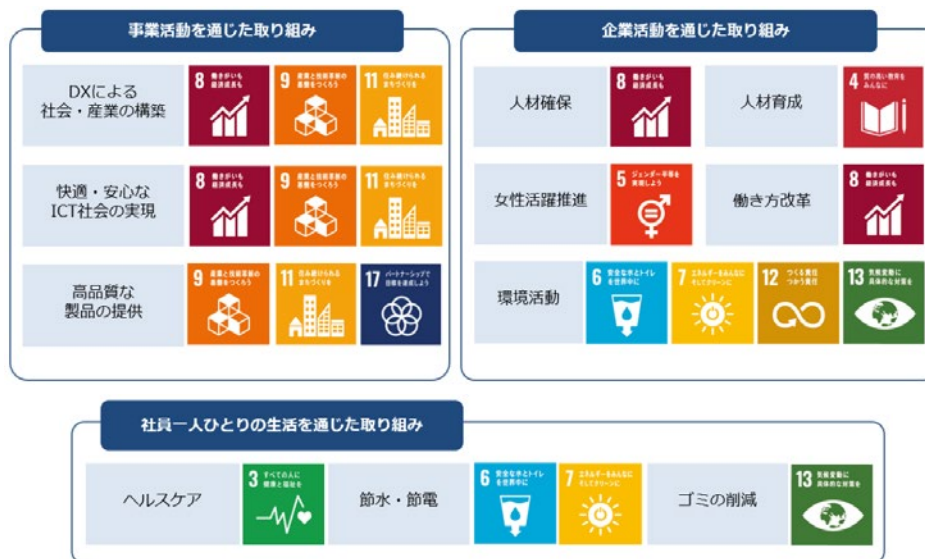 事業活動を通じた取り組み
DXによる
社会・産業の構築
8 働きがいも
経済成長も
9 産業と技術革新の
基盤をつくろう
11 住み続けられる
まちづくりを
快適・安心な
ICT社会の実現
8 働きがいも
経済成長も
9 産業と技術革新の
基盤をつくろう
11 住み続けられる
まちづくりを
高品質な
製品の提供
9 産業と技術革新の
基盤をつくろう
11 住み続けられる
まちづくりを
17 パートナーシップで
目標を達成しよう
企業活動を通じた取り組み
人材確保
8 働きがいも
経済成長も
人材育成
4 質の高い教育を
みんなに
女性活躍推進
5 ジェンダー平等を
実現しよう
働き方改革
8 働きがいも
経済成長も
環境活動
6 安全な水とトイレ
を世界中に
7 エネルギーをみんなに
そしてクリーンに
12 つくる責任
つかう責任
13 気候変動に
具体的な対策を
社員一人ひとりの生活を通じた取り組み
ヘルスケア
3 すべての人に
健康と福祉を
節水・節電
6 安全な水とトイレ
を世界中に
7 エネルギーをみんなに
そしてクリーンに
ゴミの削減
13 気候変動に
具体的な対策を